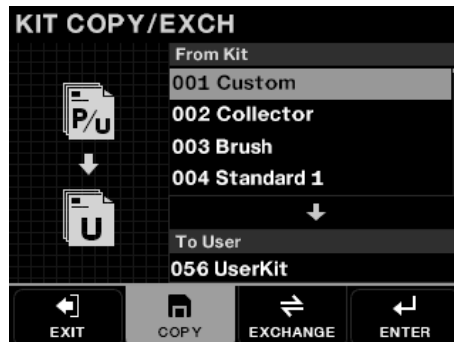 KIT COPY/EXCH
From Kit
001 Custom
002 Collector
003 Brush
004 Standard 1
P/U
U
To User
056 UserKit
EXIT
COPY
EXCHANGE
ENTER